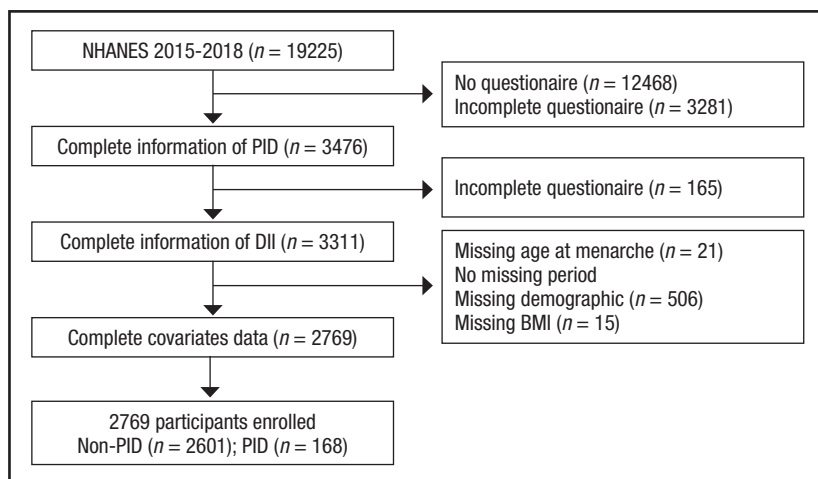 NHANES 2015-2018 (n = 19225)
No questionaire (n = 12468)
Incomplete questionaire (n = 3281)
Complete information of PID (n = 3476)
Incomplete questionaire (n = 165)
Complete information of DII (n = 3311)
Missing age at menarche (n = 21)
No missing period
Missing demographic (n = 506)
Missing BMI (n = 15)
Complete covariates data (n = 2769)
2769 participants enrolled
Non-PID (n = 2601); PID (n = 168)